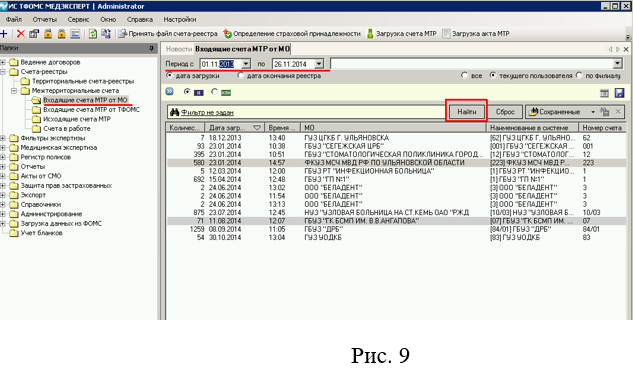 ИС ТФОМС МЕДЭКСПЕРТ | Administrator
Файл Отчеты Сервис Окно Справка Настройки
Принять файл счета-реестра Определение страховой принадлежности Загрузка счета МТР Загрузка акта МТР
Папки
Новости Входящие счета МТР от МО
Ведение договоров
Счета-реестры
Территориальные счета-реестры
Межтерриториальные счета
Входящие счета МТР от МО
Входящие счета МТР от ТФОМС
Исходящие счета МТР
Счета в работе
Фильтры экспертизы
Медицинская экспертиза
Регистр полисов
Отчеты
Акты от СМО
Защита прав застрахованных
Экспорт
Справочники
Администрирование
Загрузка данных из ФОМС
Учет бланков
Период с 01.11.2013 по 26.11.2014
дата загрузки дата окончания реестра все текущего пользователя по филиалу
Фильтр не задан Найти Сброс Сохраненные
Количес... Дата загр... Время ... МО Наименование в системе Номер счета
7 18.12.2013 13:40 ГУЗ ЦГКБ Г. УЛЬЯНОВСКА [62] ГУЗ ЦГКБ Г. УЛЬЯНО... 62
93 23.01.2014 10:38 ГБУЗ "СЕГЕЖСКАЯ ЦРБ" [001] ГБУЗ "СЕГЕЖСКАЯ ... 001
395 23.01.2014 10:51 ГБУЗ "СТОМАТОЛОГИЧЕСКАЯ ПОЛИКЛИНИКА ГОРОД... [12] ГБУЗ "СТОМАТОЛОГ... 12
580 23.01.2014 14:57 ФКУЗ МСЧ МВД РФ ПО УЛЬЯНОВСКОЙ ОБЛАСТИ [223] ФКУЗ МСЧ МВД Р... 223
5 12.03.2014 12:00 ГБУЗ РТ "ИНФЕКЦИОННАЯ БОЛЬНИЦА" [1] ГБУЗ РТ "ИНФЕКЦИО... 1
692 15.04.2014 12:48 ГБУЗ "ГП №1" [1] ГБУЗ "ГП №1" 1
2 24.06.2014 13:02 ООО "БЕЛАДЕНТ" [3] ООО "БЕЛАДЕНТ" 3
2 24.06.2014 11:54 ООО "БЕЛАДЕНТ" [3] ООО "БЕЛАДЕНТ" 3
2 24.06.2014 13:13 ООО "БЕЛАДЕНТ" [3] ООО "БЕЛАДЕНТ" 3
875 23.07.2014 12:45 НУЗ "УЗЛОВАЯ БОЛЬНИЦА НА СТ.КЕМЬ ОАО "РЖД [10/03] НУЗ "УЗЛОВАЯ Б... 10/03
71 11.08.2014 12:07 ГБУЗ "ТК БСМП ИМ. В.В.АНГАПОВА" [07] ГБУЗ "ТК БСМП ИМ... 07
1259 08.09.2014 11:05 ГБУЗ "ДРБ" [84/01] ГБУЗ "ДРБ" 84/01
54 30.10.2014 13:04 ГУЗ УОДКБ [83] ГУЗ УОДКБ 83
Рис. 9